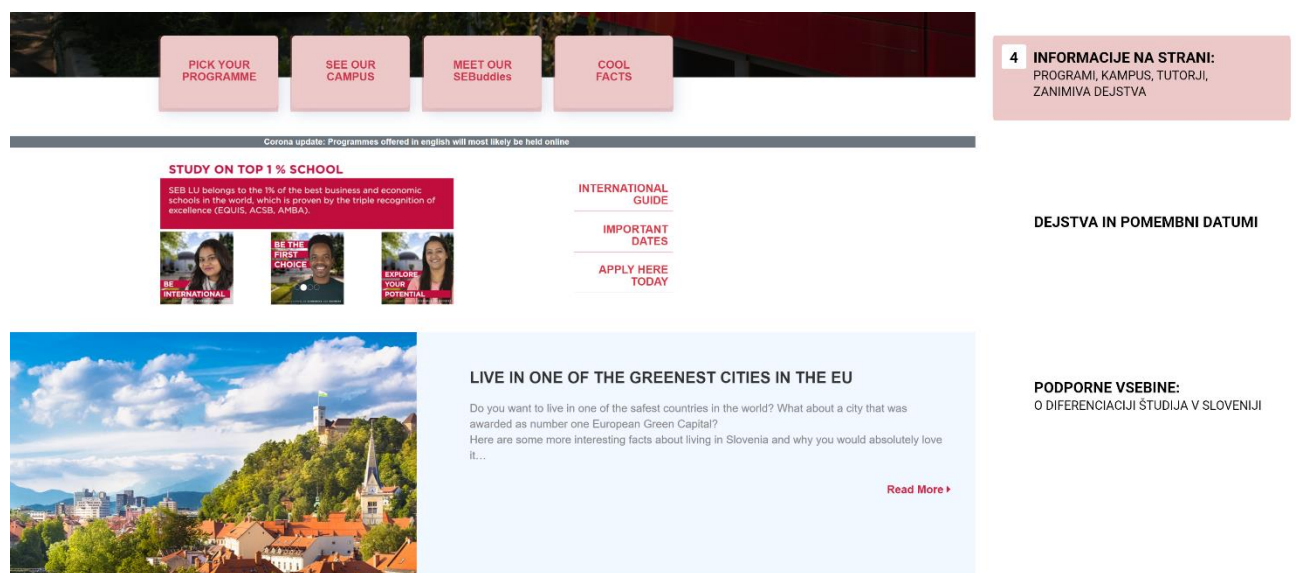 PICK YOUR
PROGRAMME
SEE OUR
CAMPUS
MEET OUR
SEBuddies
COOL
FACTS
4 INFORMACIJE NA STRANI:
PROGRAMI, KAMPUS, TUTORJI,
ZANIMIVA DEJSTVA
Corona update: Programmes offered in english will most likely be held online
STUDY ON TOP 1 % SCHOOL
SEB LU belongs to the 1% of the best business and economic
schools in the world, which is proven by the triple recognition of
excellence (EQUIS, ACSB, AMBA).
BE
INTERNATIONAL
BE THE
FIRST
CHOICE
EXPLORE
YOUR
POTENTIAL
INTERNATIONAL
GUIDE
IMPORTANT
DATES
APPLY HERE
TODAY
DEJSTVA IN POMEMBNI DATUMI
LIVE IN ONE OF THE GREENEST CITIES IN THE EU
Do you want to live in one of the safest countries in the world? What about a city that was
awarded as number one European Green Capital?
Here are some more interesting facts about living in Slovenia and why you would absolutely love
it…
Read More
PODPORNE VSEBINE:
O DIFERENCIACIJI ŠTUDIJA V SLOVENIJI